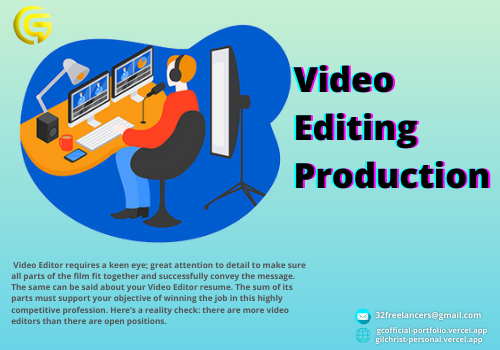 Video
Editing
Production
Video Editor requires a keen eye; great attention to detail to make sure
all parts of the film fit together and successfully convey the message.
The same can be said about your Video Editor resume. The sum of its
parts must support your objective of winning the job in this highly
competitive profession. Here’s a reality check: there are more video
editors than there are open positions.
32freelancers@gmail.com
gcofficial-portfolio.vercel.app
gilchrist-personal.vercel.app